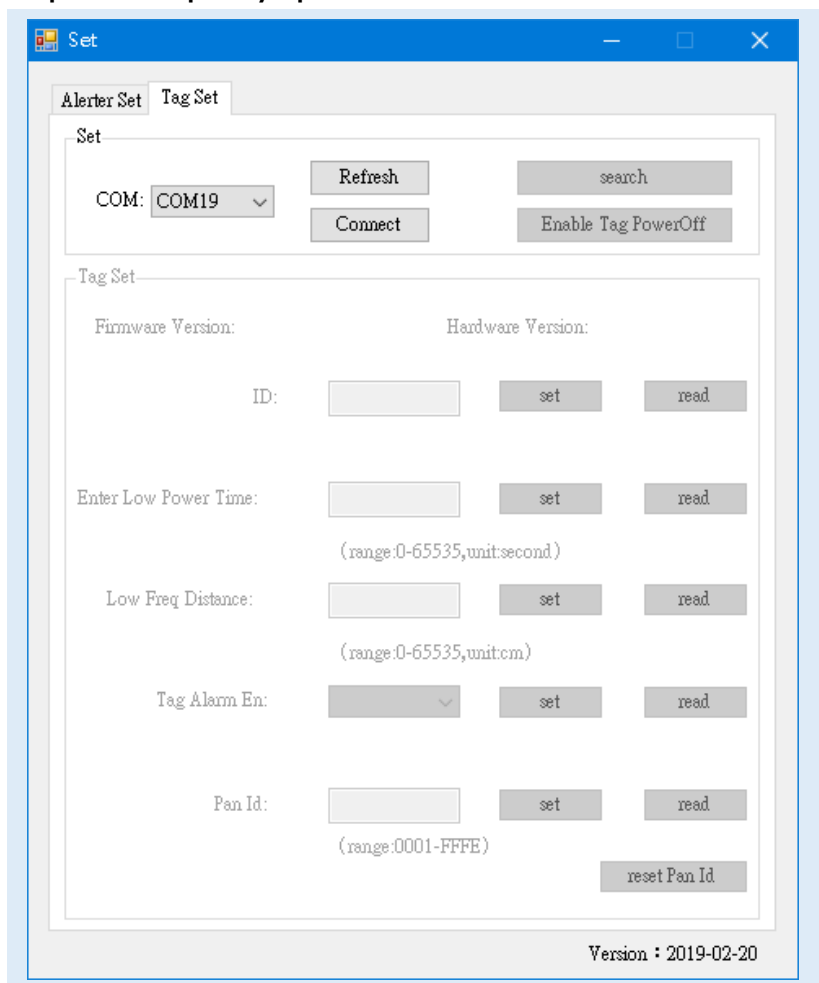 Set
Alerter Set Tag Set
Set
COM: COM19
Refresh
search
Connect
Enable Tag PowerOff
Tag Set
Firmware Version: Hardware Version:
ID: set read
Enter Low Power Time: set read
(range:0-65535,unit:second)
Low Freq Distance: set read
(range:0-65535,unit:cm)
Tag Alarm En: set read
Pan Id: set read
(range:0001-FFFE)
reset Pan Id
Version：2019-02-20